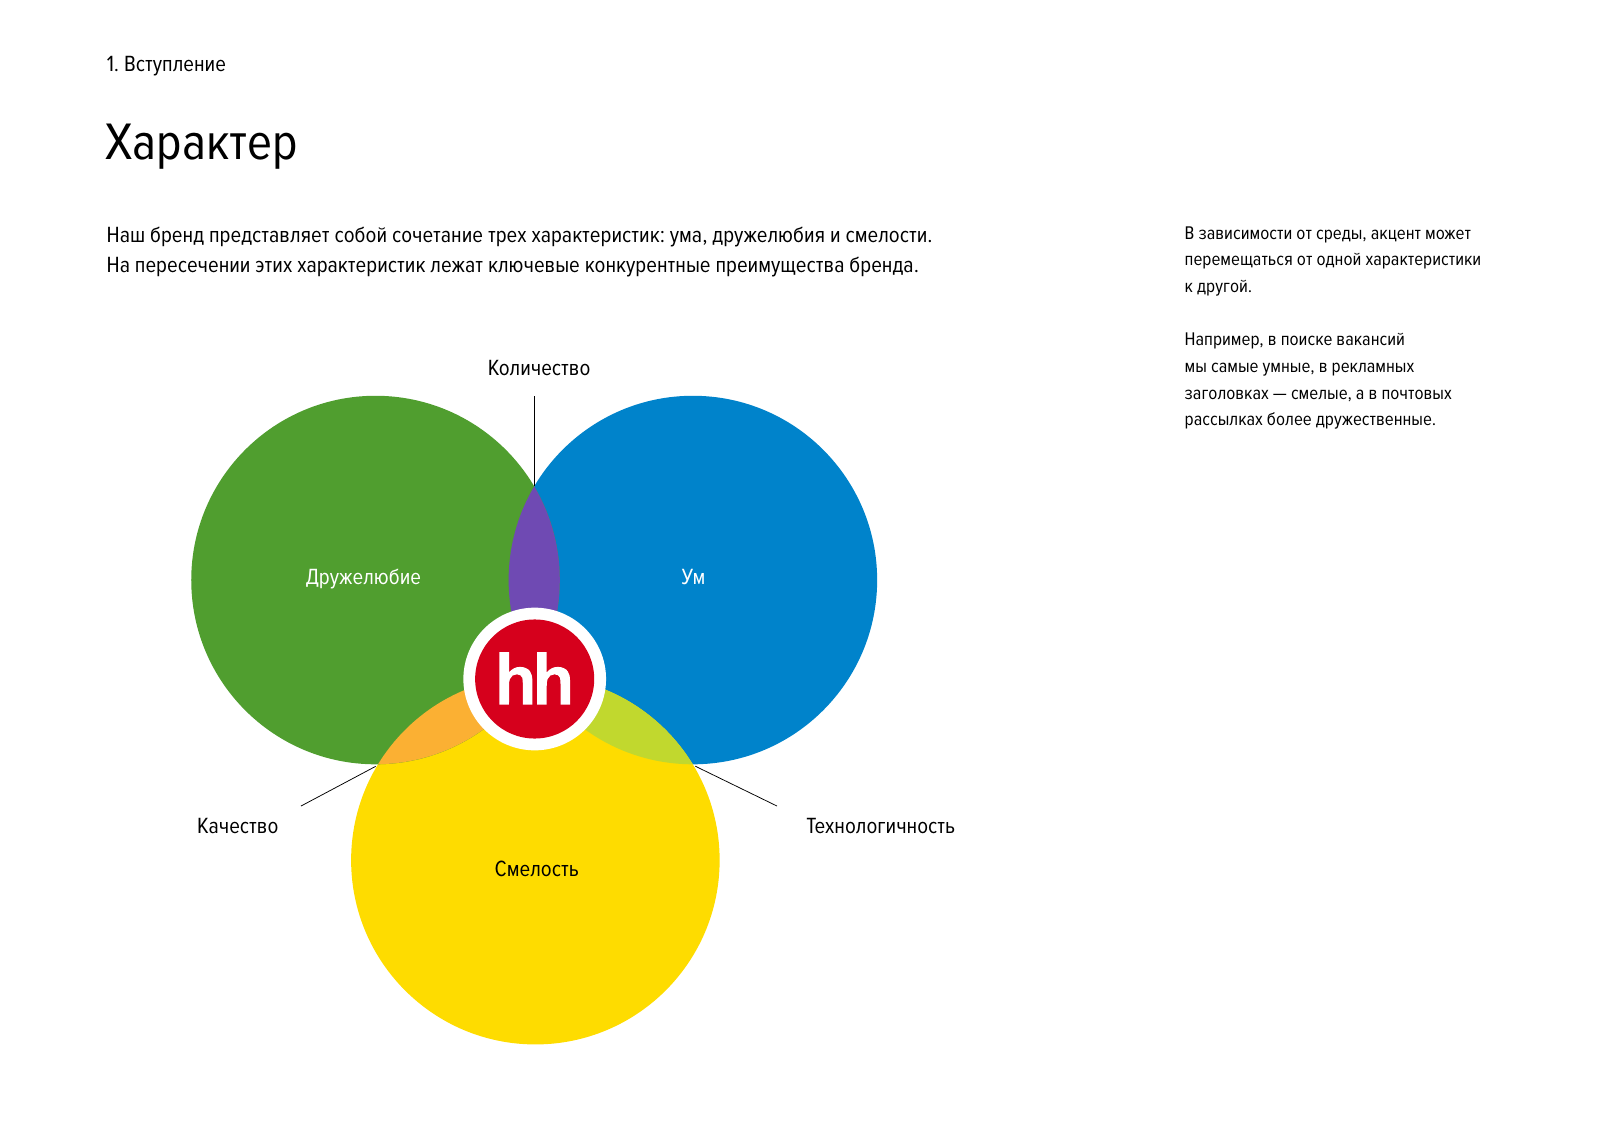 1. Вступление
Характер
Наш бренд представляет собой сочетание трех характеристик: ума, дружелюбия и смелости.
На пересечении этих характеристик лежат ключевые конкурентные преимущества бренда.
В зависимости от среды, акцент может
перемещаться от одной характеристики
к другой.
Например, в поиске вакансий
мы самые умные, в рекламных
заголовках — смелые, а в почтовых
рассылках более дружественные.
Количество
Дружелюбие
Ум
hh
Качество
Технологичность
Смелость